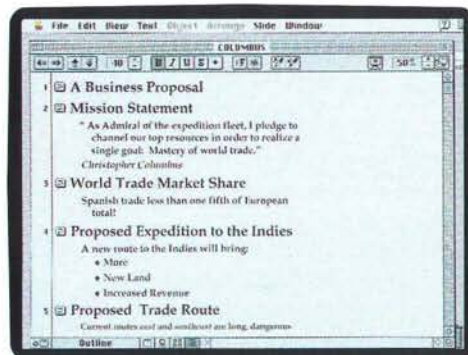 File Edit View Text Object Arrange Slide Window
COLUMBUS
40 B I U S 50%
1 A Business Proposal
2 Mission Statement
“ As Admiral of the expedition fleet, I pledge to
channel our top resources in order to realize a
single goal: Mastery of world trade.”
Christopher Columbus
3 World Trade Market Share
Spanish trade less than one fifth of European
total!
4 Proposed Expedition to the Indies
A new route to the Indies will bring:
• More
• New Land
• Increased Revenue
5 Proposed Trade Route
Current routes east and southeast are long, dangerous
Outline